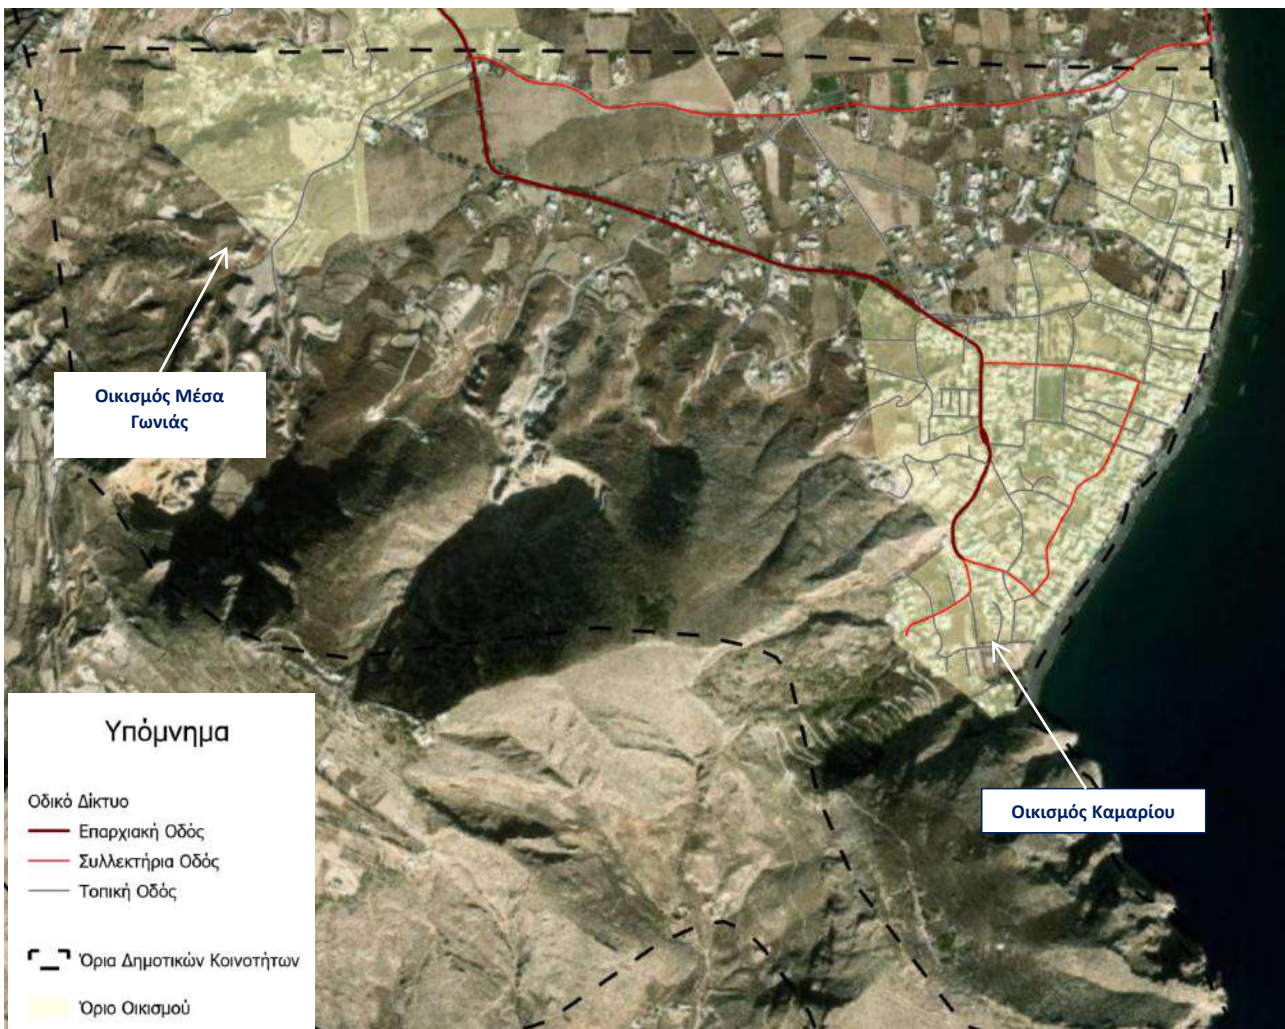 Οικισμός Μέσα
Γωνιάς
Οικισμός Καμαρίου
Υπόμνημα
Οδικό Δίκτυο
Επαρχιακή Οδός
Συλλεκτήρια Οδός
Τοπική Οδός
Όρια Δημοτικών Κοινοτήτων
Όριο Οικισμού